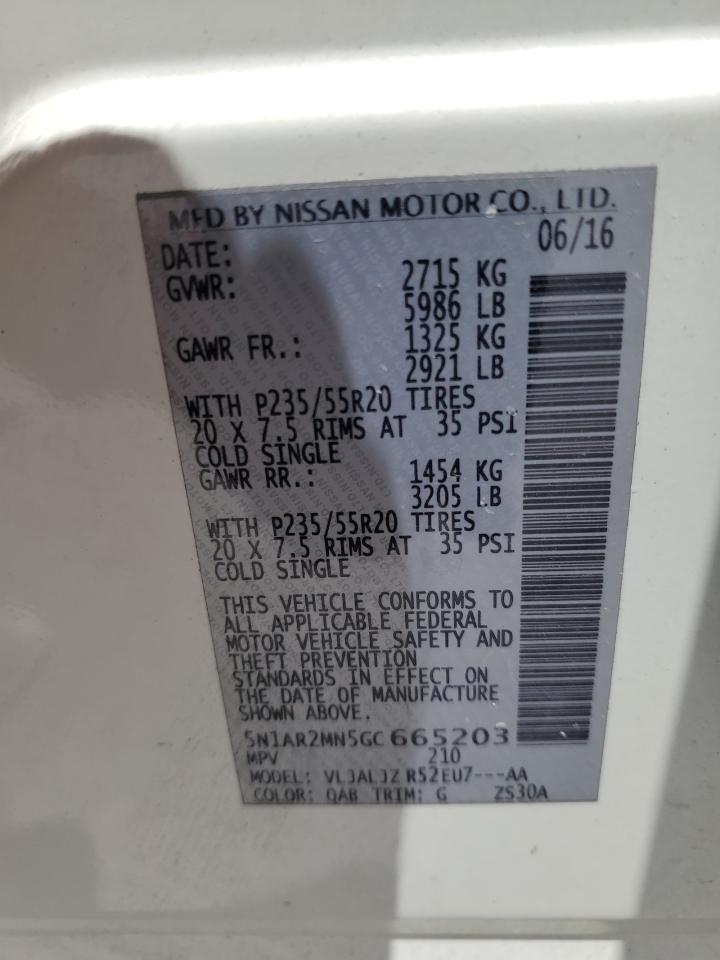 MFD BY NISSAN MOTOR CO., LTD.
DATE: 06/16
GVWR: 2715 KG
5986 LB
GAWR FR.: 1325 KG
2921 LB
WITH P235/55R20 TIRES
20 X 7.5 RIMS AT 35 PSI
COLD SINGLE
GAWR RR.: 1454 KG
3205 LB
WITH P235/55R20 TIRES
20 X 7.5 RIMS AT 35 PSI
COLD SINGLE
THIS VEHICLE CONFORMS TO
ALL APPLICABLE FEDERAL
MOTOR VEHICLE SAFETY AND
THEFT PREVENTION
STANDARDS IN EFFECT ON
THE DATE OF MANUFACTURE
SHOWN ABOVE.
5N1AR2MN5GC665203
MPV 210
MODEL: VLJALJZ R52EU7---AA
COLOR: QAB TRIM: G ZS30A